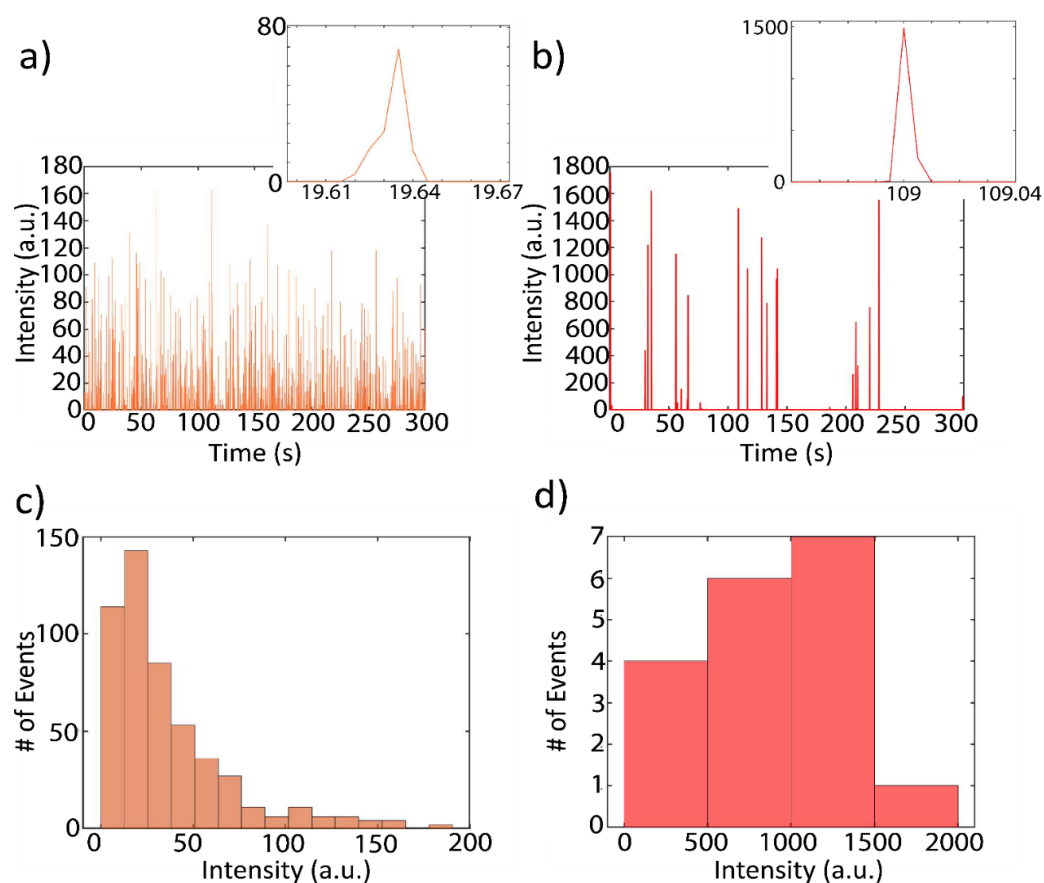 a)
80
0
19.61 19.64 19.67
180
160
140
120
100
80
60
40
20
0
Intensity (a.u.)
0 50 100 150 200 250 300
Time (s)
b)
1500
0
109 109.04
1800
1600
1400
1200
1000
800
600
400
200
0
Intensity (a.u.)
0 50 100 150 200 250 300
Time (s)
c)
150
100
50
0
# of Events
0 50 100 150 200
Intensity (a.u.)
d)
7
6
5
4
3
2
1
0
# of Events
0 500 1000 1500 2000
Intensity (a.u.)